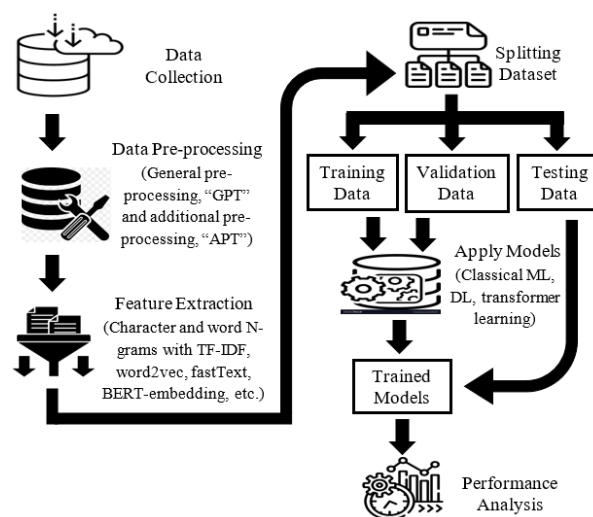 Data
Collection
Data Pre-processing
(General pre-
processing, “GPT”
and additional pre-
processing, “APT”)
Feature Extraction
(Character and word N-
grams with TF-IDF,
word2vec, fastText,
BERT-embedding, etc.)
Splitting
Dataset
Training
Data
Validation
Data
Testing
Data
Apply Models
(Classical ML,
DL, transformer
learning)
Trained
Models
Performance
Analysis